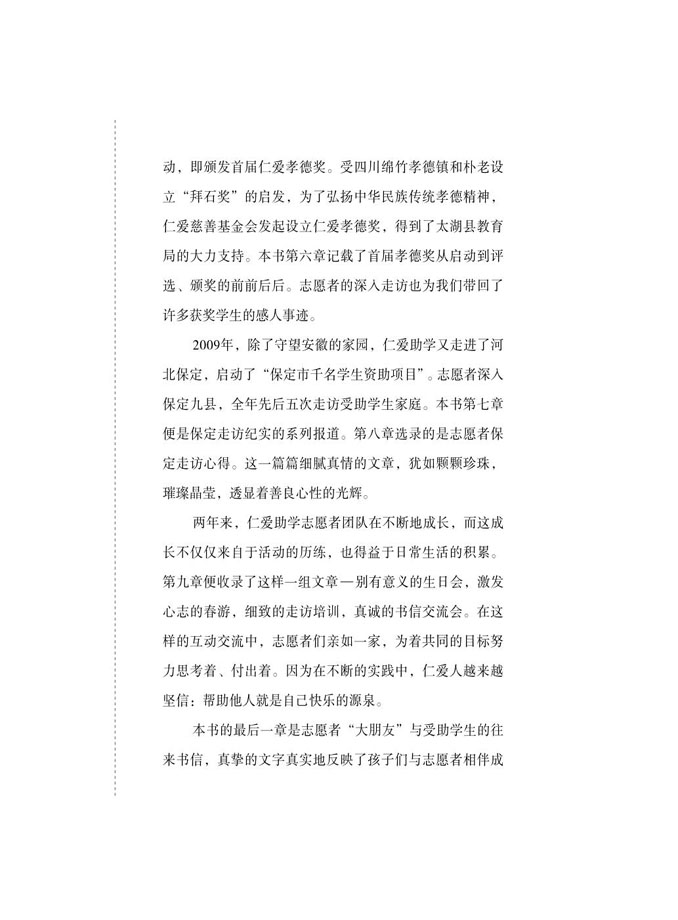 动，即颁发首届仁爱孝德奖。受四川绵竹孝德镇和朴老设
立“拜石奖”的启发，为了弘扬中华民族传统孝德精神，
仁爱慈善基金会发起设立仁爱孝德奖，得到了太湖县教育
局的大力支持。本书第六章记载了首届孝德奖从启动到评
选、颁奖的前前后后。志愿者的深入走访也为我们带回了
许多获奖学生的感人事迹。
2009年，除了守望安徽的家园，仁爱助学又走进了河
北保定，启动了“保定市千名学生资助项目”。志愿者深入
保定九县，全年先后五次走访受助学生家庭。本书第七章
便是保定走访纪实的系列报道。第八章选录的是志愿者保
定走访心得。这一篇篇细腻真情的文章，犹如颗颗珍珠，
璀璨晶莹，透显着善良心性的光辉。
两年来，仁爱助学志愿者团队在不断地成长，而这成
长不仅仅来自于活动的历练，也得益于日常生活的积累。
第九章便收录了这样一组文章—别有意义的生日会，激发
心志的春游，细致的走访培训，真诚的书信交流会。在这
样的互动交流中，志愿者们亲如一家，为着共同的目标努
力思考着、付出着。因为在不断的实践中，仁爱人越来越
坚信：帮助他人就是自己快乐的源泉。
本书的最后一章是志愿者“大朋友”与受助学生的往
来书信，真挚的文字真实地反映了孩子们与志愿者相伴成